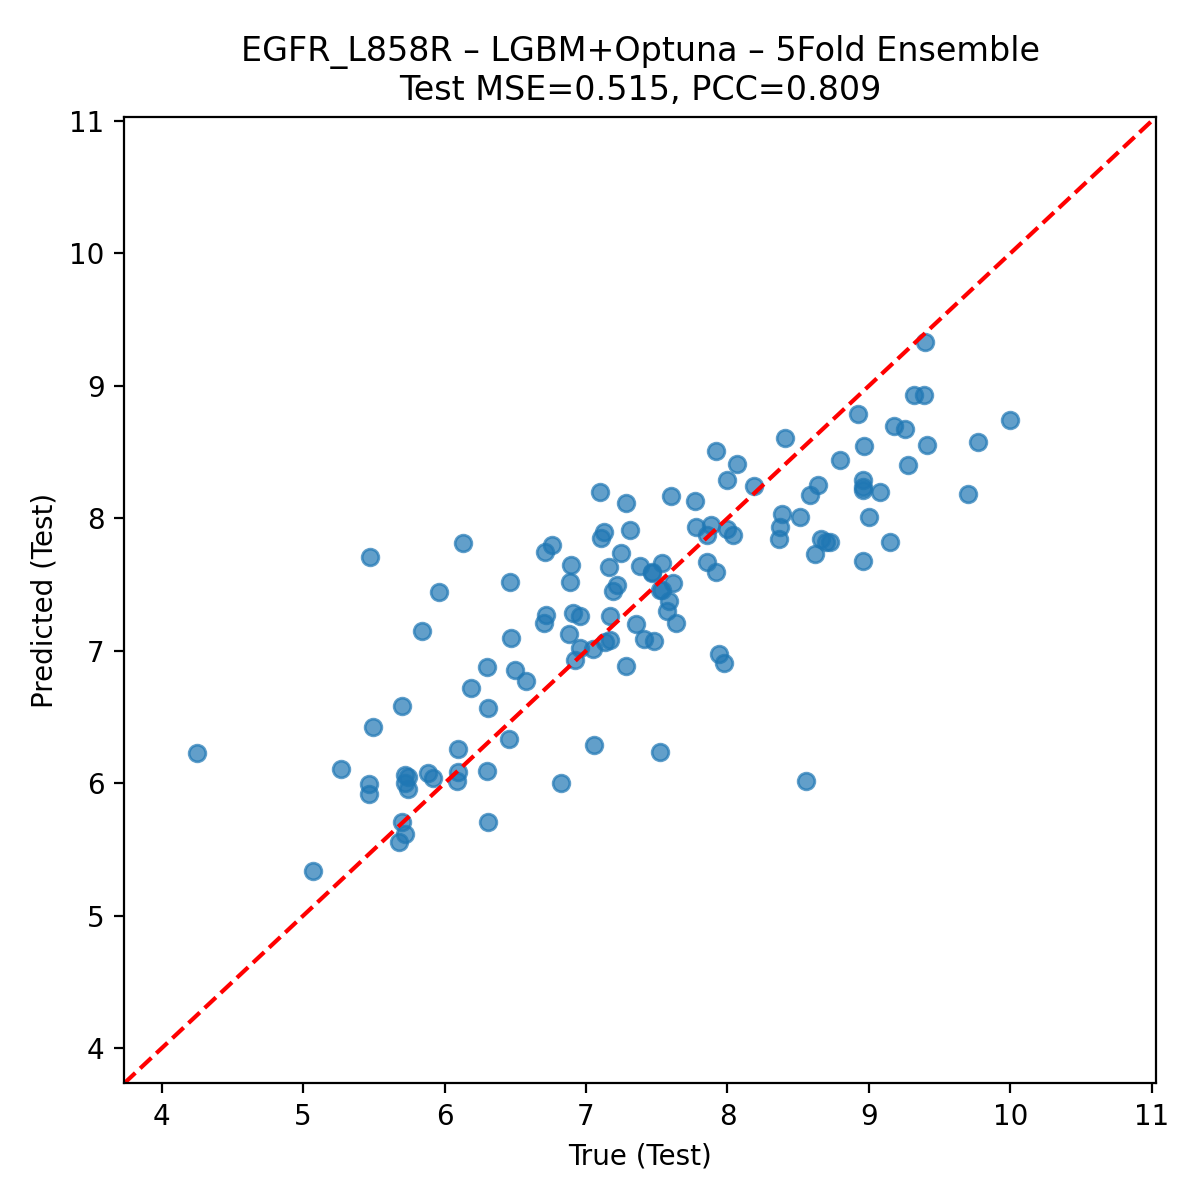 EGFR_L858R – LGBM+Optuna – 5Fold Ensemble
Test MSE=0.515, PCC=0.809
11
10
9
8
7
6
5
4
Predicted (Test)
4 5 6 7 8 9 10 11
True (Test)